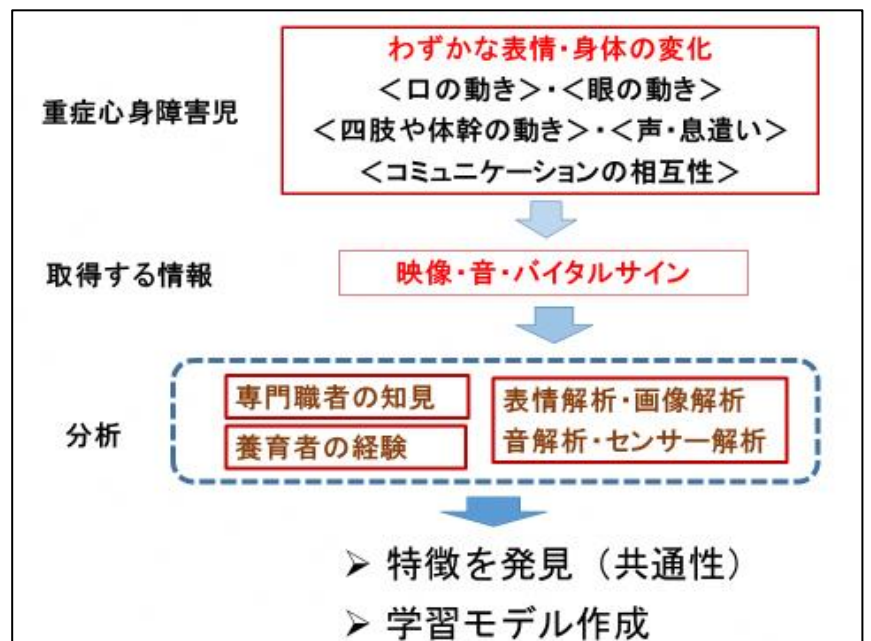 わずかな表情・身体の変化
重症心身障害児
＜口の動き＞・＜眼の動き＞
＜四肢や体幹の動き＞・＜声・息遣い＞
＜コミュニケーションの相互性＞
取得する情報
映像・音・バイタルサイン
分析
専門職者の知見
養育者の経験
表情解析・画像解析
音解析・センサー解析
➢ 特徴を発見（共通性）
➢ 学習モデル作成